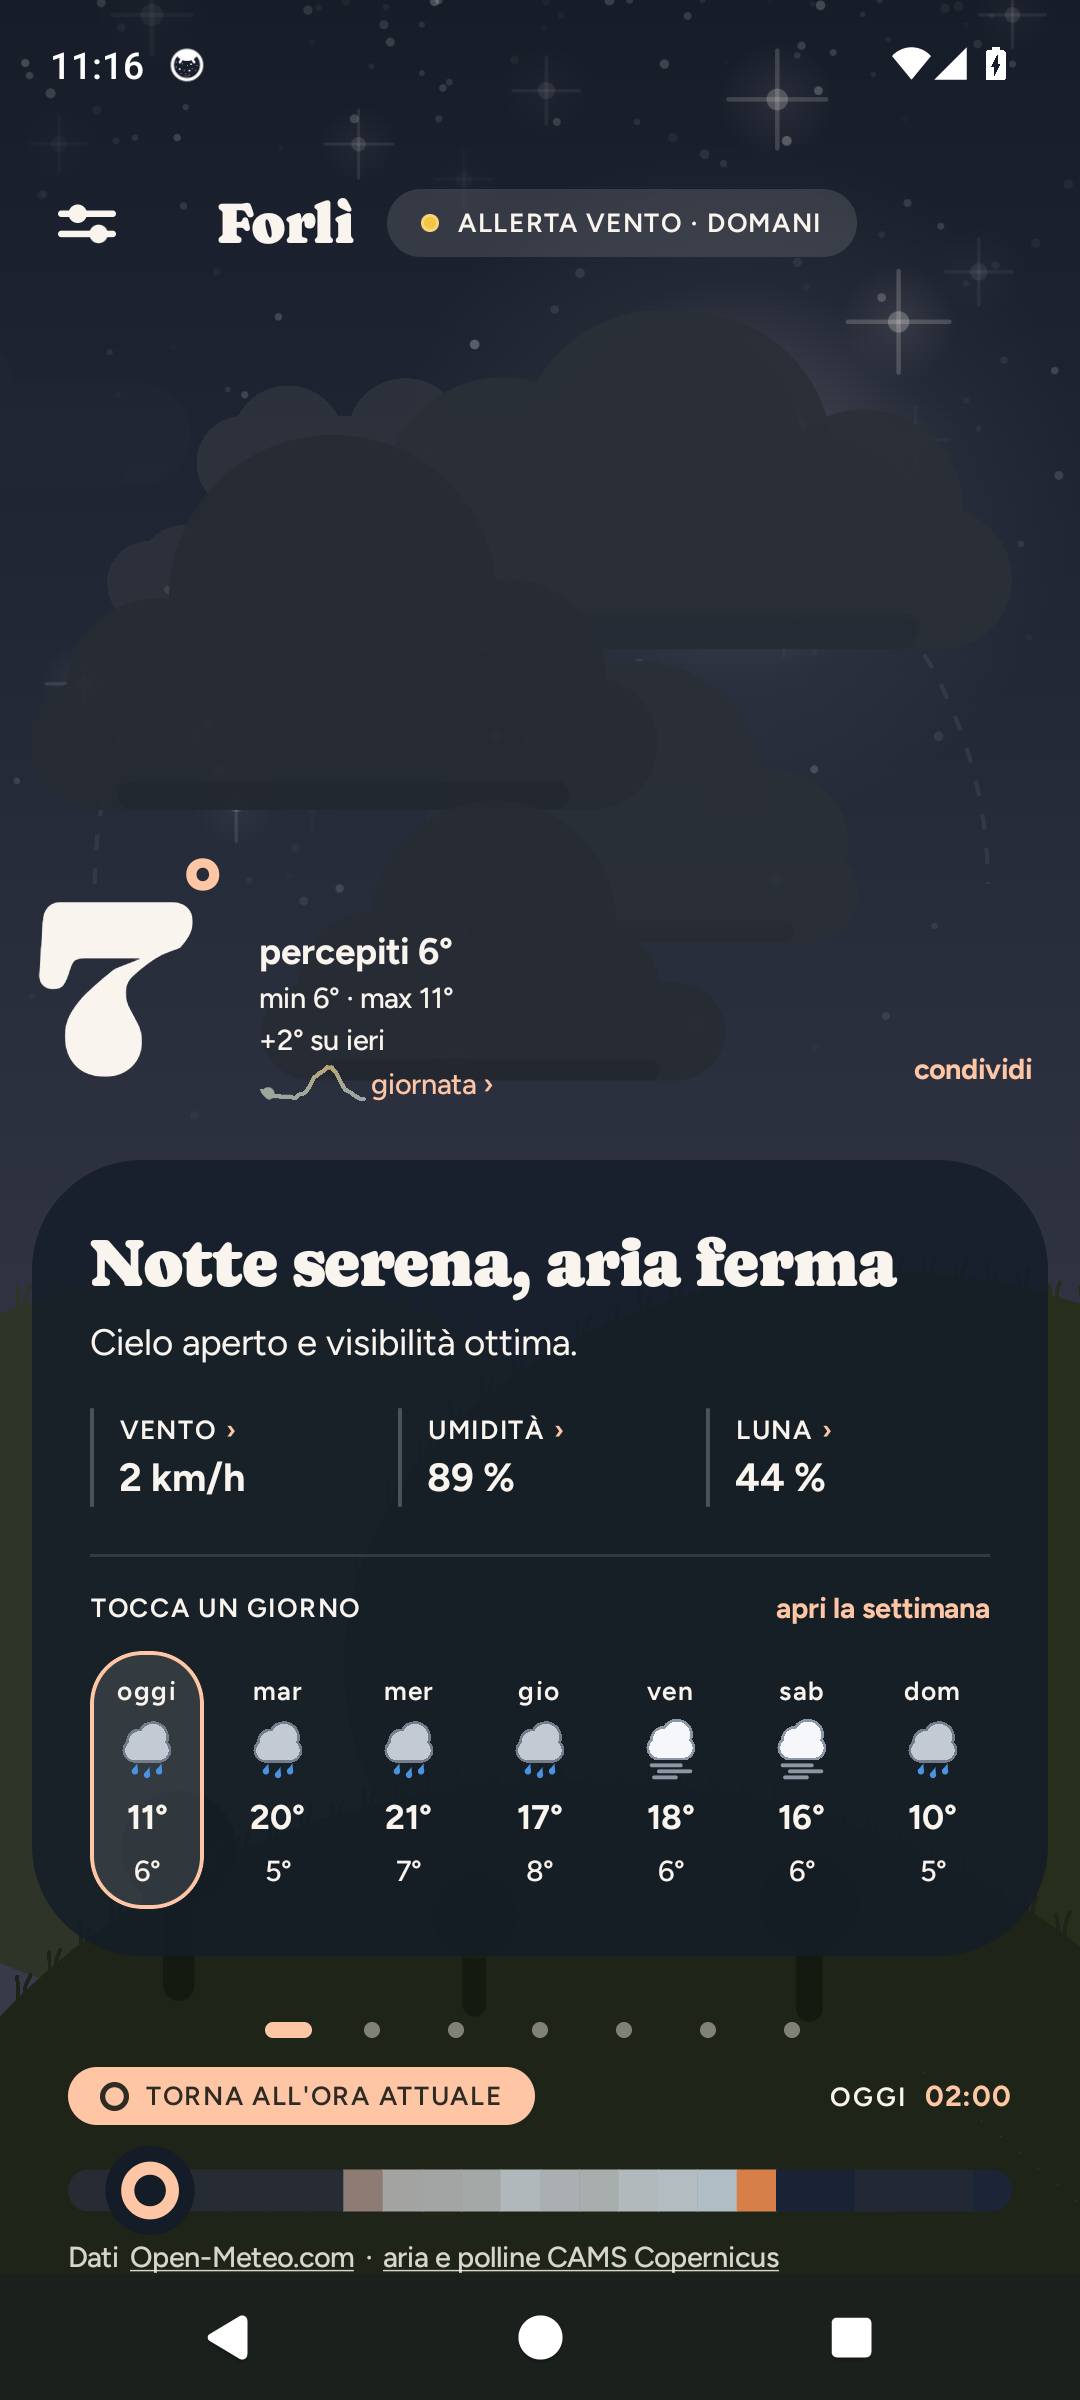 11:16
Forlì
ALLERTA VENTO · DOMANI
7°
percepiti 6°
min 6° · max 11°
+2° su ieri
giornata ›
condividi
Notte serena, aria ferma
Cielo aperto e visibilità ottima.
VENTO › UMIDITÀ › LUNA ›
2 km/h 89 % 44 %
TOCCA UN GIORNO apri la settimana
oggi mar mer gio ven sab dom
11° 20° 21° 17° 18° 16° 10°
6° 5° 7° 8° 6° 6° 5°
TORNA ALL'ORA ATTUALE OGGI 02:00
Dati Open-Meteo.com · aria e polline CAMS Copernicus